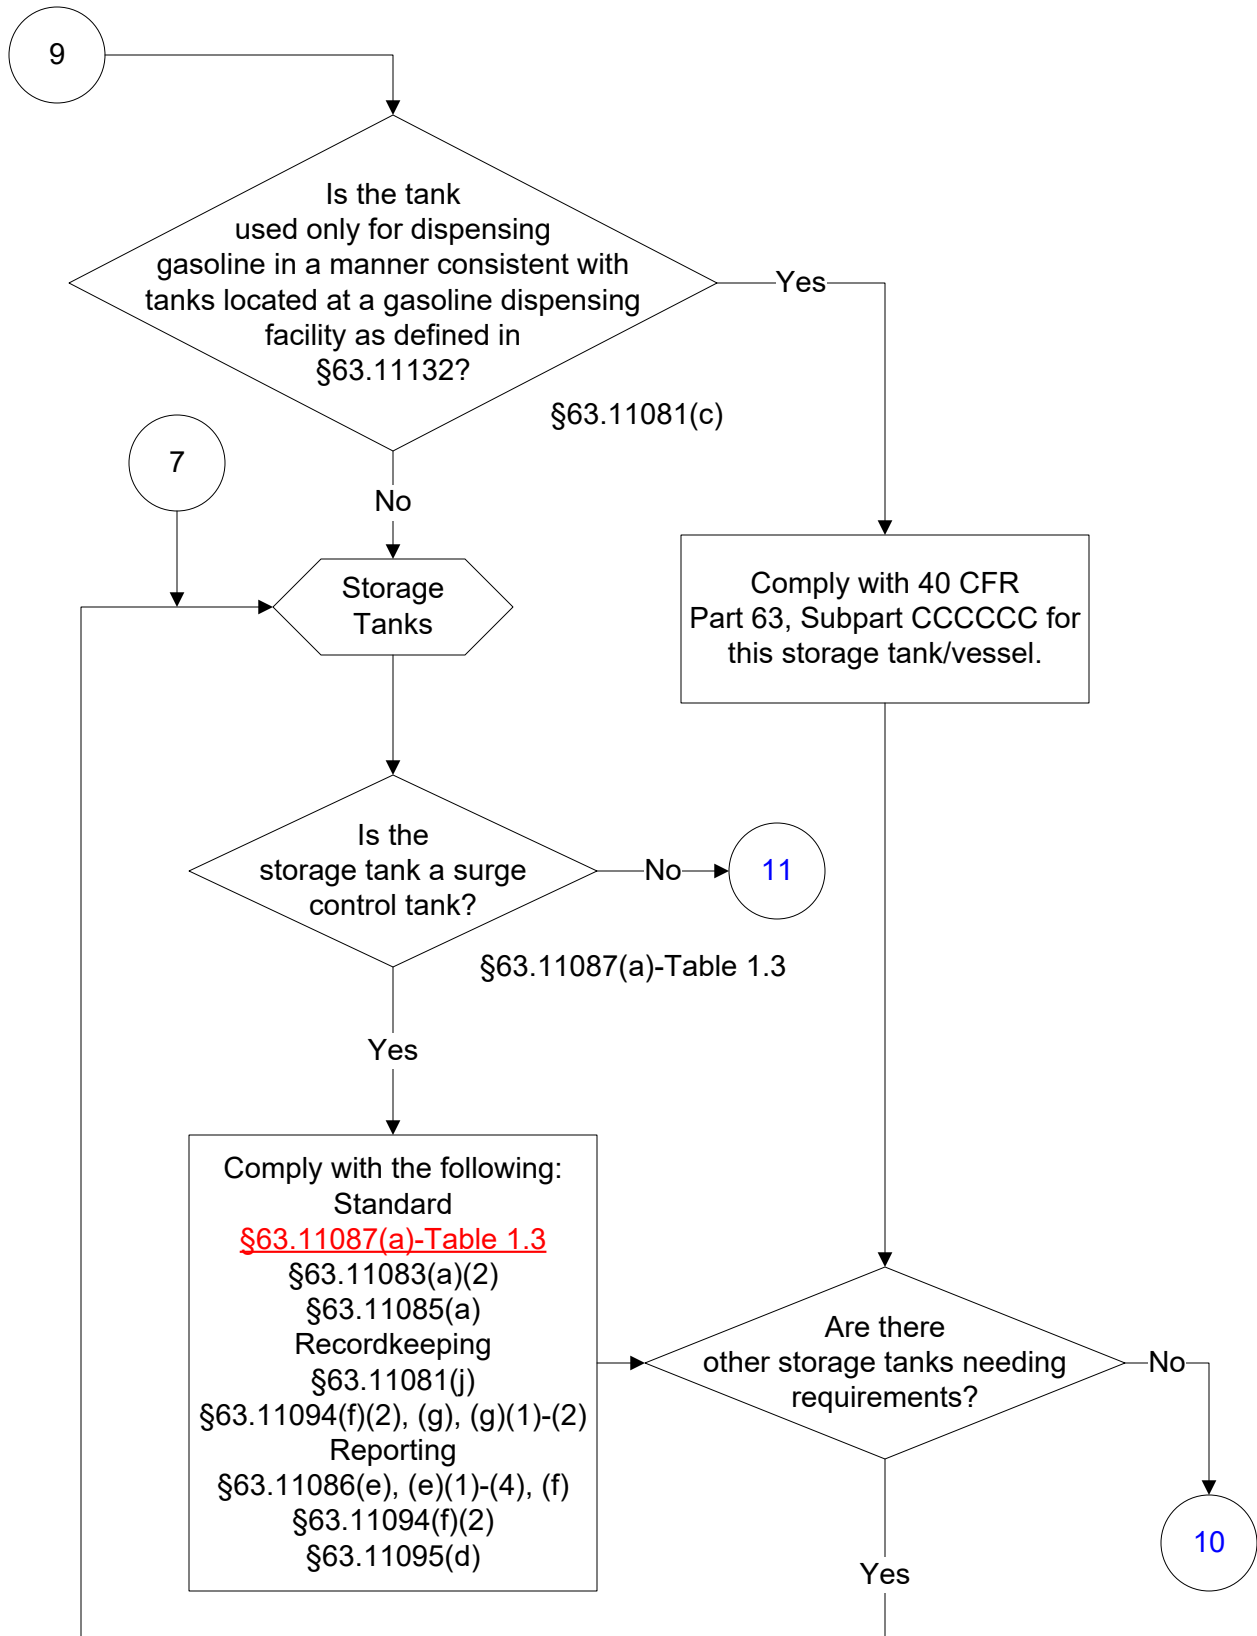 9
Is the tank
used only for dispensing
gasoline in a manner consistent with
tanks located at a gasoline dispensing
facility as defined in
§63.11132?
Yes
§63.11081(c)
7
No
Storage
Tanks
Comply with 40 CFR
Part 63, Subpart CCCCCC for
this storage tank/vessel.
Is the
storage tank a surge
control tank?
No
11
§63.11087(a)-Table 1.3
Yes
Comply with the following:
Standard
§63.11087(a)-Table 1.3
§63.11083(a)(2)
§63.11085(a)
Recordkeeping
§63.11081(j)
§63.11094(f)(2), (g), (g)(1)-(2)
Reporting
§63.11086(e), (e)(1)-(4), (f)
§63.11094(f)(2)
§63.11095(d)
Are there
other storage tanks needing
requirements?
No
10
Yes